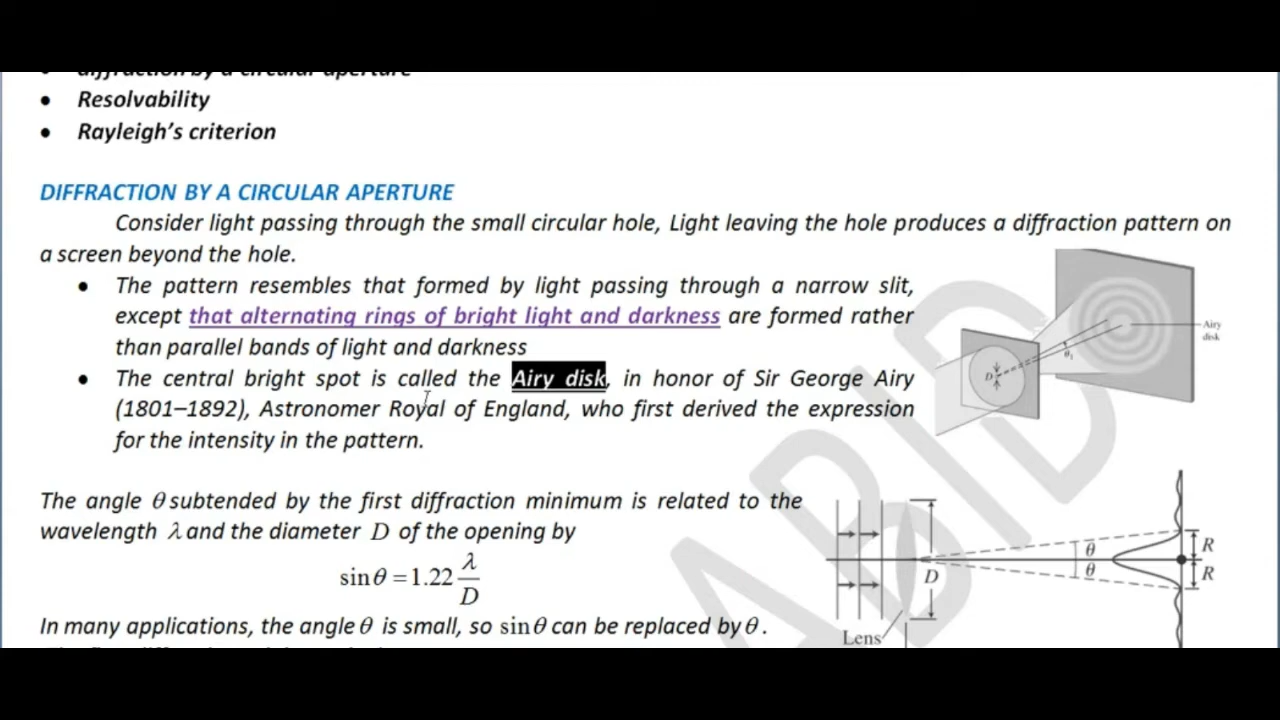 diffraction by a circular aperture
• Resolvability
• Rayleigh's criterion
DIFFRACTION BY A CIRCULAR APERTURE
Consider light passing through the small circular hole, Light leaving the hole produces a diffraction pattern on
a screen beyond the hole.
• The pattern resembles that formed by light passing through a narrow slit,
except that alternating rings of bright light and darkness are formed rather
than parallel bands of light and darkness
• The central bright spot is called the Airy disk, in honor of Sir George Airy
(1801–1892), Astronomer Royal of England, who first derived the expression
for the intensity in the pattern.
Airy
disk
θ₁
D
The angle θ subtended by the first diffraction minimum is related to the
wavelength λ and the diameter D of the opening by
sin θ = 1.22 λ/D
In many applications, the angle θ is small, so sin θ can be replaced by θ.
θ
θ
R
R
D
Lens
ABID